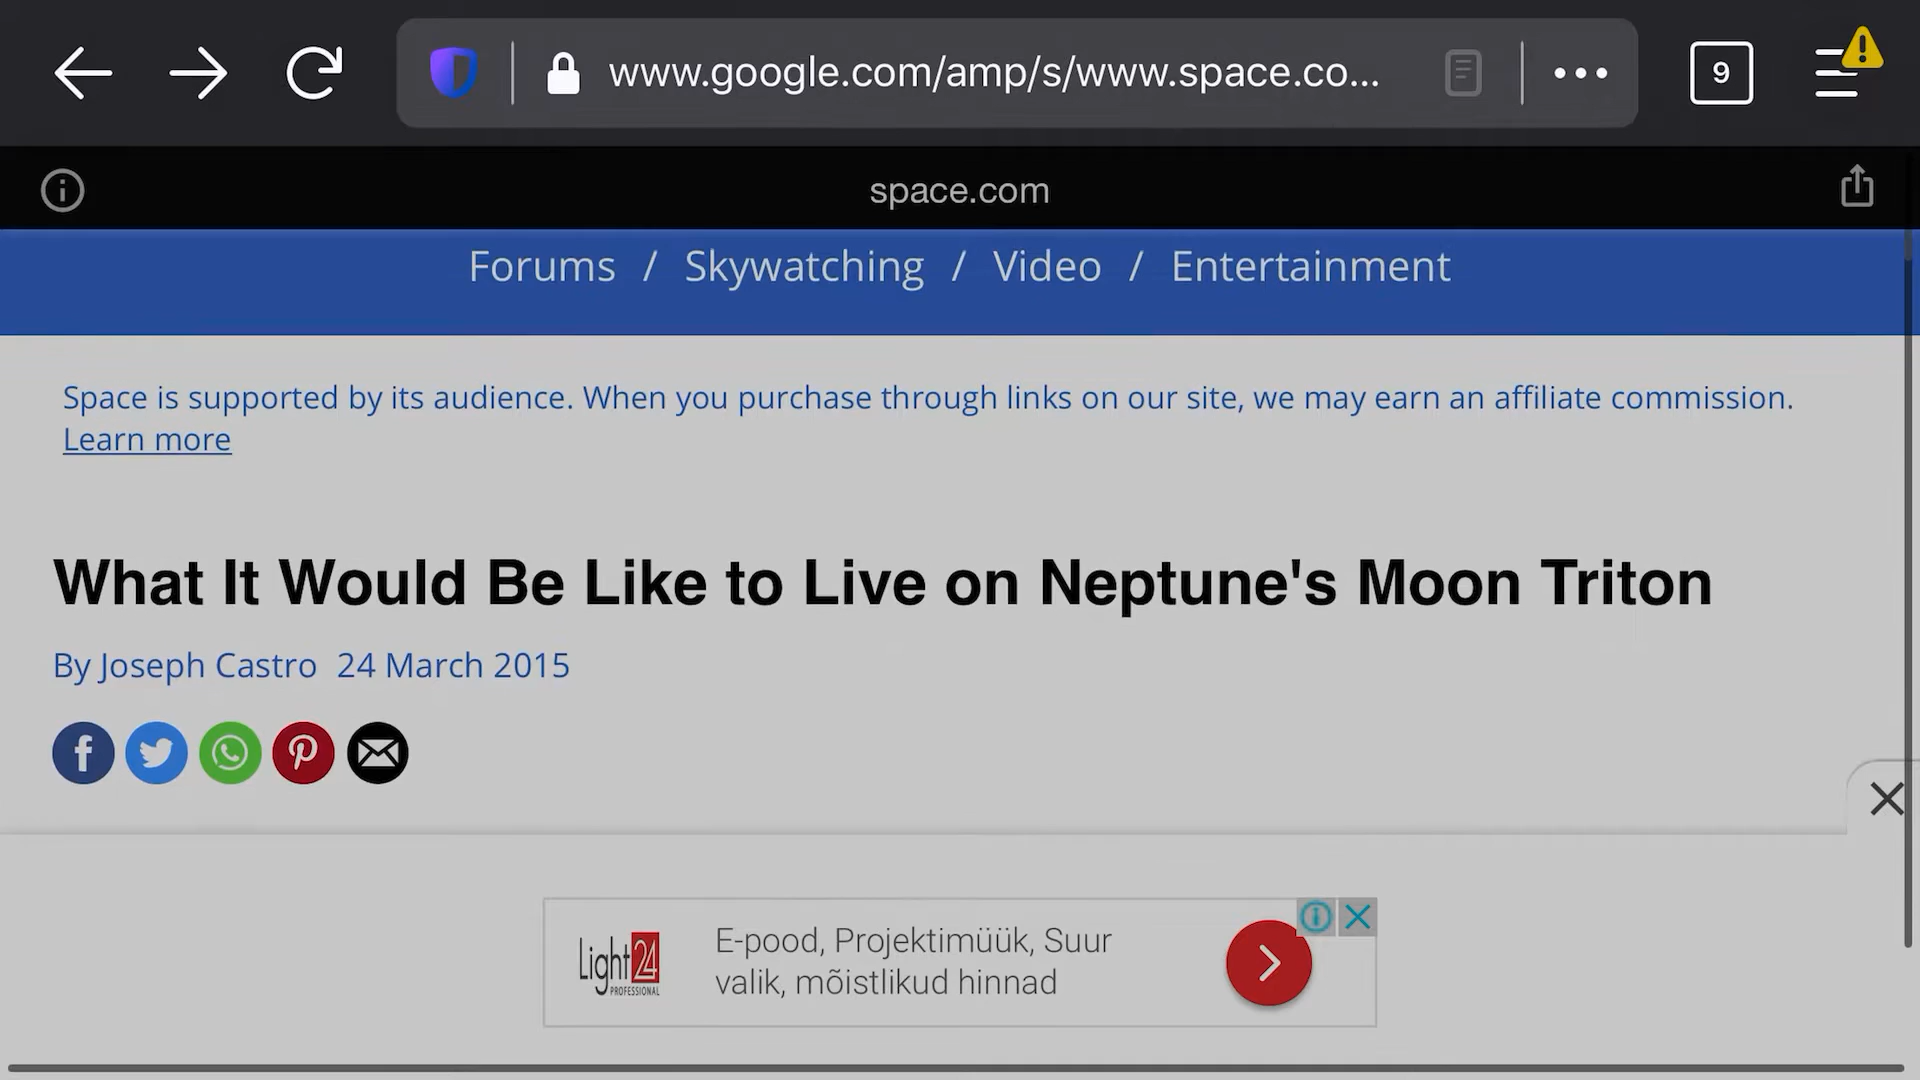 www.google.com/amp/s/www.space.co...
9
space.com
Forums / Skywatching / Video / Entertainment
Space is supported by its audience. When you purchase through links on our site, we may earn an affiliate commission.
Learn more
What It Would Be Like to Live on Neptune's Moon Triton
By Joseph Castro 24 March 2015
Light24
PROFESSIONAL
E-pood, Projektimüük, Suur
valik, mõistlikud hinnad